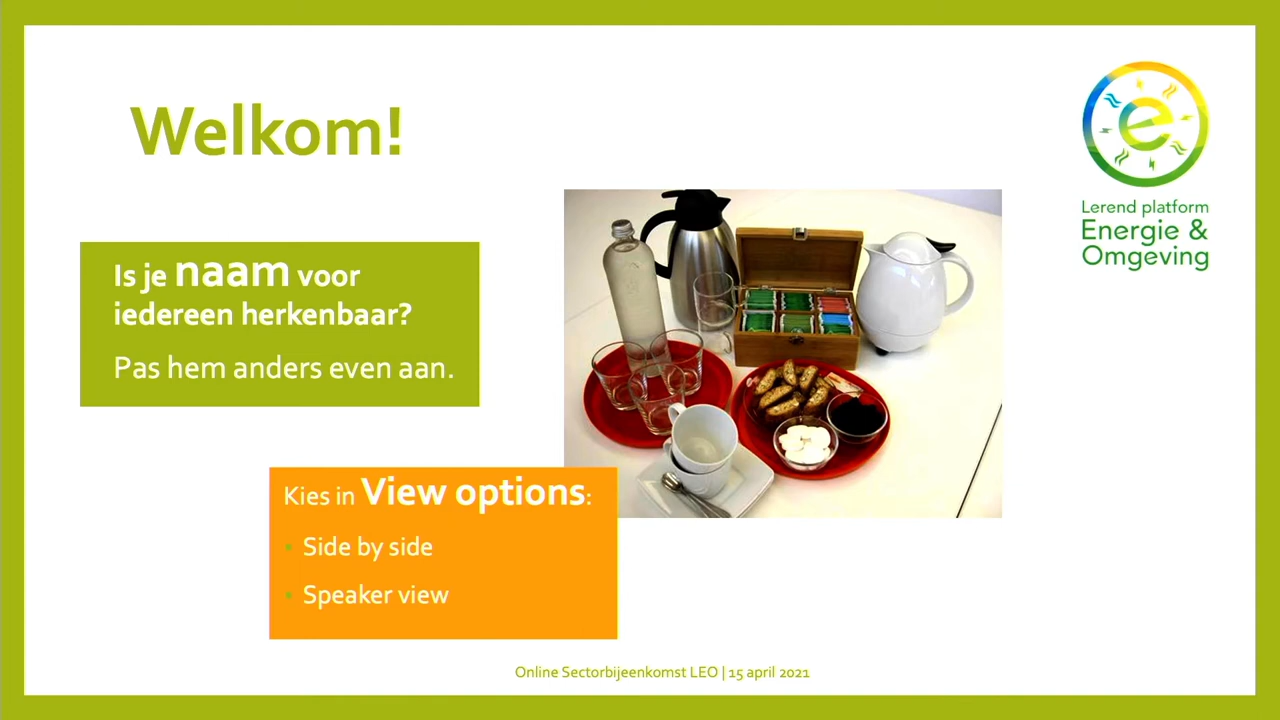 Welkom!
Is je naam voor
iedereen herkenbaar?
Pas hem anders even aan.
Kies in View options:
• Side by side
• Speaker view
e
Lerend platform
Energie &
Omgeving
Online Sectorbijeenkomst LEO | 15 april 2021